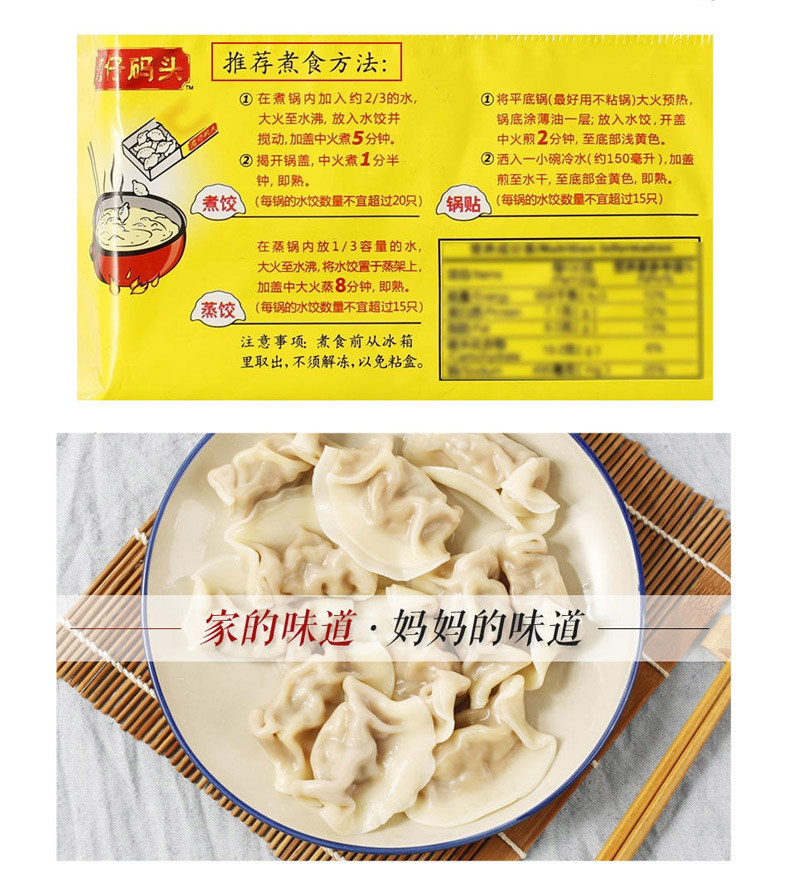 仔码头
TM
推荐煮食方法:
①在煮锅内加入约2/3的水,
大火至水沸, 放入水饺并
搅动, 加盖中火煮5分钟。
②揭开锅盖, 中火煮1分半
钟, 即熟。
煮饺
(每锅的水饺数量不宜超过20只)
在蒸锅内放1/3容量的水,
大火至水沸, 将水饺置于蒸架上,
加盖中大火蒸8分钟, 即熟。
蒸饺
(每锅的水饺数量不宜超过15只)
注意事项: 煮食前从冰箱
里取出, 不须解冻, 以免粘盒。
①将平底锅(最好用不粘锅)大火预热,
锅底涂薄油一层; 放入水饺, 开盖
中火煎2分钟, 至底部浅黄色。
②洒入一小碗冷水(约150毫升), 加盖
煎至水干, 至底部金黄色, 即熟。
锅贴
(每锅的水饺数量不宜超过15只)
家的味道·妈妈的味道